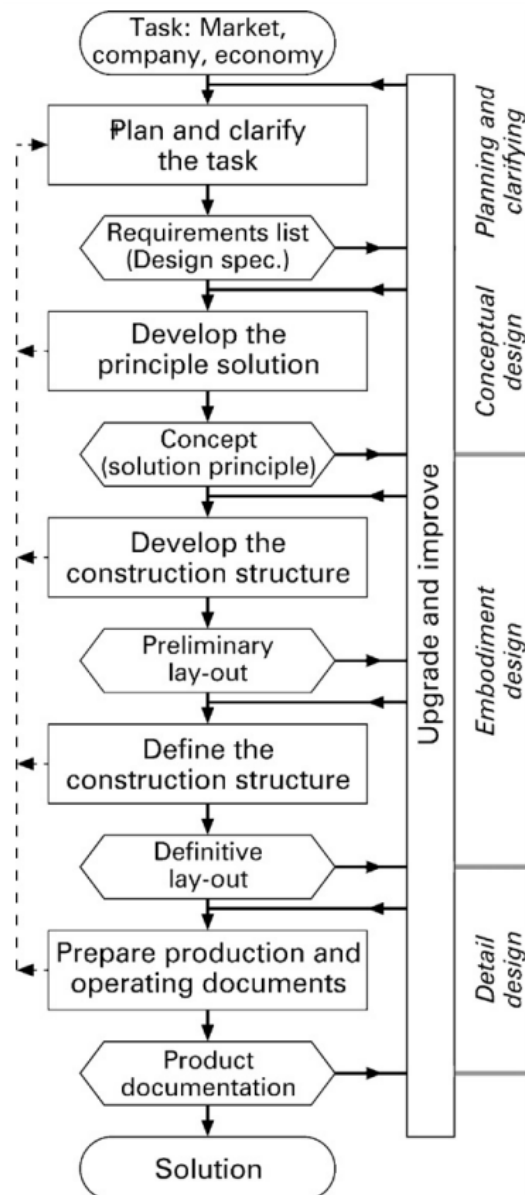 Task: Market,
company, economy
Plan and clarify
the task
Requirements list
(Design spec.)
Develop the
principle solution
Concept
(solution principle)
Develop the
construction structure
Preliminary
lay-out
Define the
construction structure
Definitive
lay-out
Prepare production and
operating documents
Product
documentation
Solution
Upgrade and improve
Planning and
clarifying
Conceptual
design
Embodiment
design
Detail
design